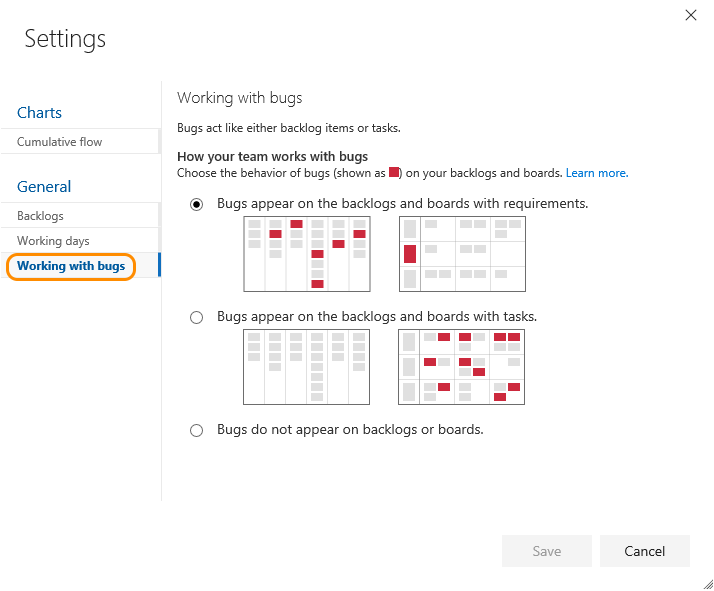 Settings
Charts
Cumulative flow
General
Backlogs
Working days
Working with bugs
Working with bugs
Bugs act like either backlog items or tasks.
How your team works with bugs
Choose the behavior of bugs (shown as ) on your backlogs and boards. Learn more.
Bugs appear on the backlogs and boards with requirements.
Bugs appear on the backlogs and boards with tasks.
Bugs do not appear on backlogs or boards.
Save
Cancel